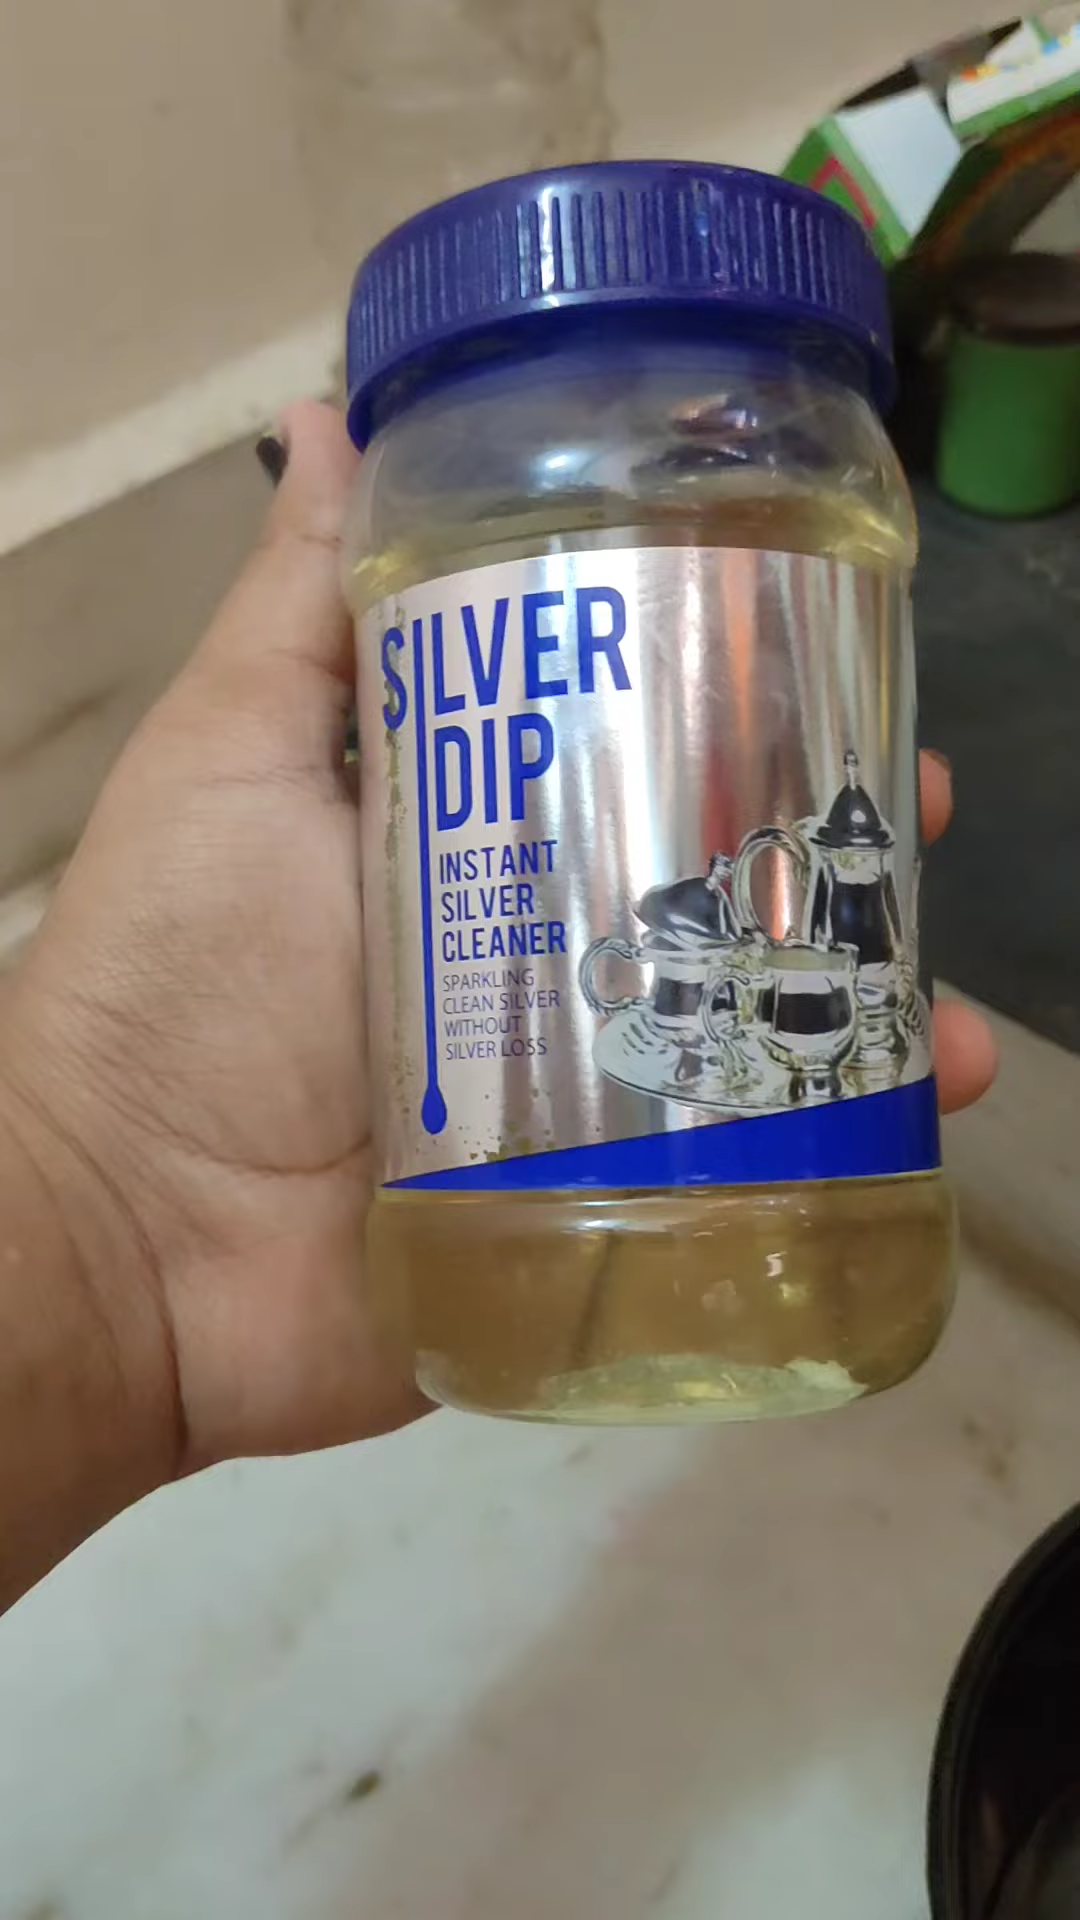 SILVER
DIP
INSTANT
SILVER
CLEANER
SPARKLING
CLEAN SILVER
WITHOUT
SILVER LOSS